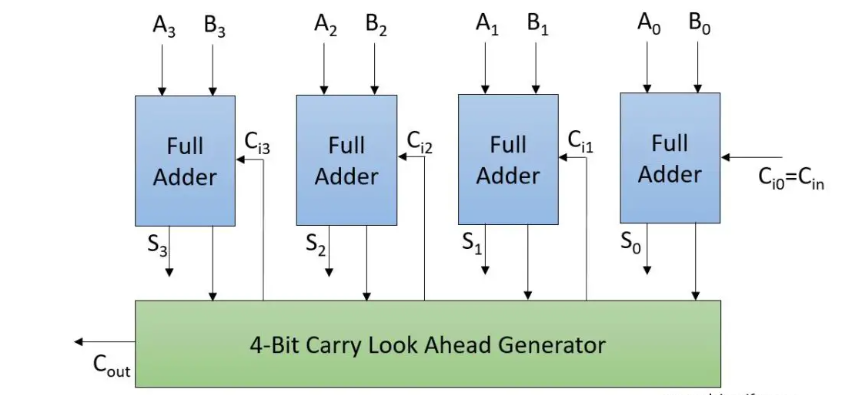 A₃ B₃ A₂ B₂ A₁ B₁ A₀ B₀
Full Adder Cᵢ₃ Full Adder Cᵢ₂ Full Adder Cᵢ₁ Full Adder Cᵢ₀=Cᵢₙ
S₃ S₂ S₁ S₀
4-Bit Carry Look Ahead Generator
Cₒᵤₜ